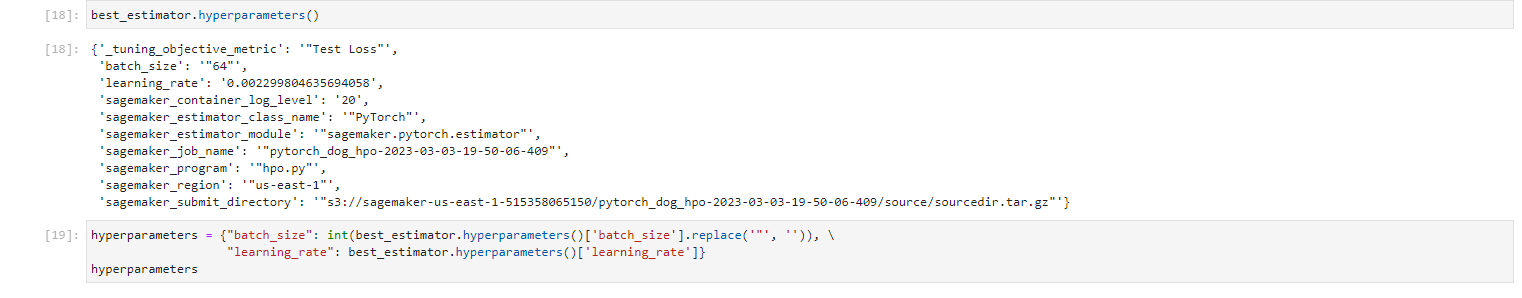 [18]: best_estimator.hyperparameters()
[18]: {'_tuning_objective_metric': '"Test Loss"',
'batch_size': '"64"',
'learning_rate': '0.002299804635694058',
'sagemaker_container_log_level': '20',
'sagemaker_estimator_class_name': '"PyTorch"',
'sagemaker_estimator_module': '"sagemaker.pytorch.estimator"',
'sagemaker_job_name': '"pytorch_dog_hpo-2023-03-03-19-50-06-409"',
'sagemaker_program': '"hpo.py"',
'sagemaker_region': '"us-east-1"',
'sagemaker_submit_directory': '"s3://sagemaker-us-east-1-515358065150/pytorch_dog_hpo-2023-03-03-19-50-06-409/source/sourcedir.tar.gz"'}
[19]: hyperparameters = {"batch_size": int(best_estimator.hyperparameters()['batch_size'].replace('"', '')), \
"learning_rate": best_estimator.hyperparameters()['learning_rate']}
hyperparameters